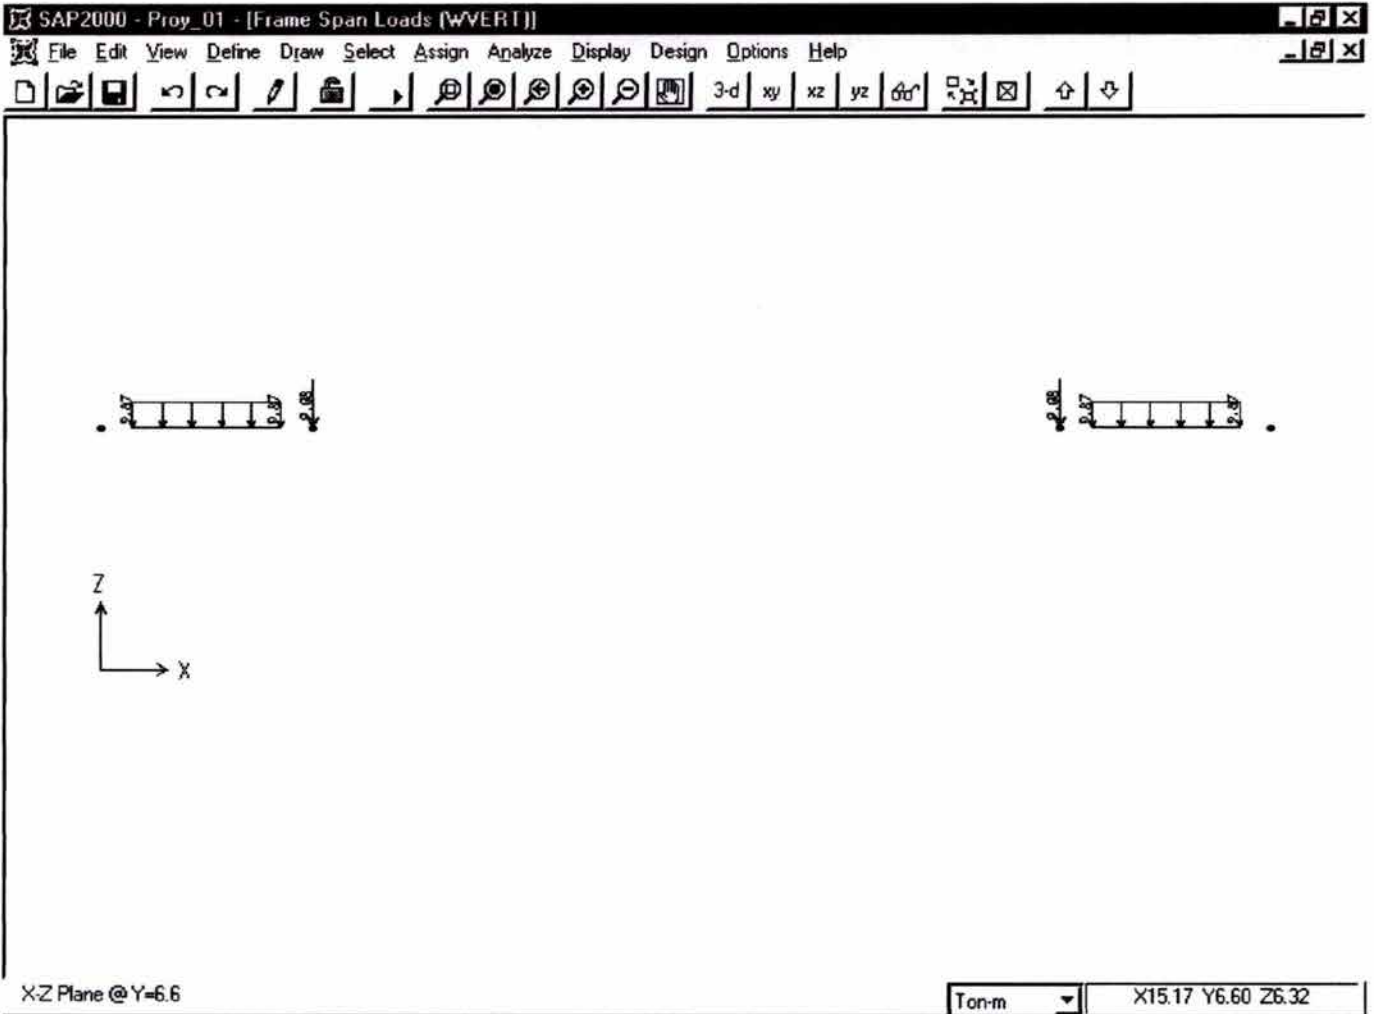 SAP2000 - Proy_01 - [Frame Span Loads (WVERT)]
File Edit View Define Draw Select Assign Analyze Display Design Options Help
3-d xy xz yz
Z
X
X-Z Plane @ Y=6.6
Ton-m
X15.17 Y6.60 Z6.32